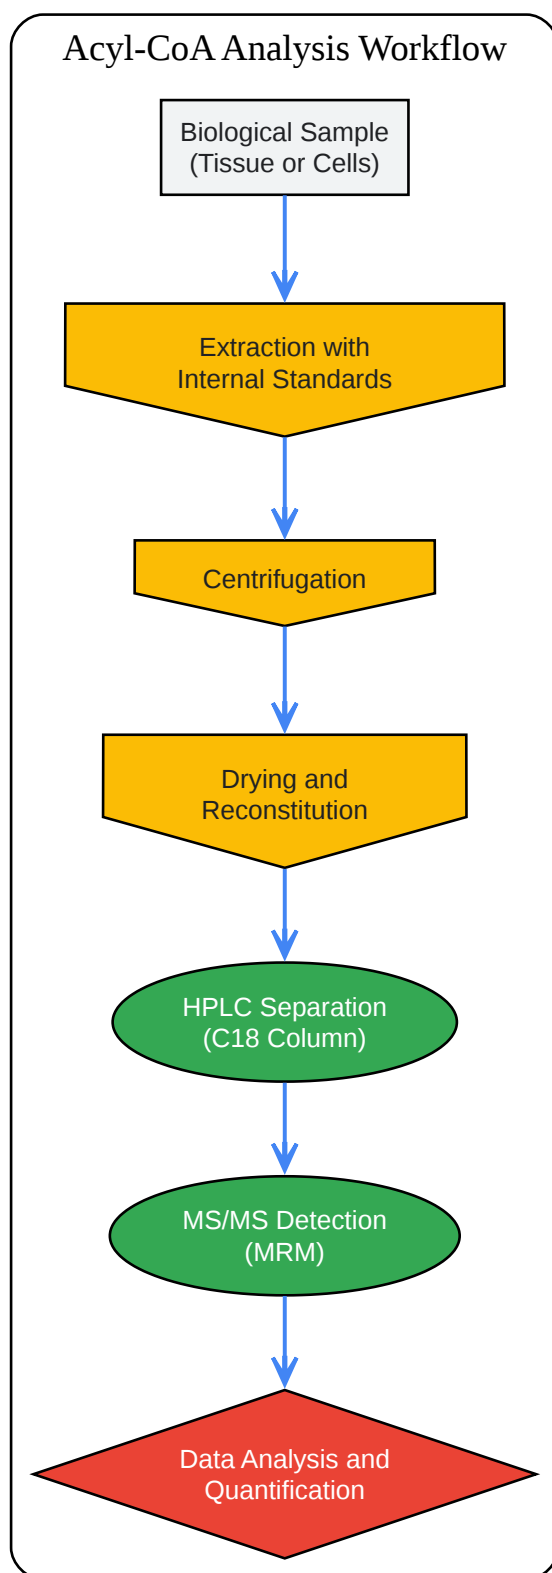 Acyl-CoA Analysis Workflow
Biological Sample
(Tissue or Cells)
Extraction with
Internal Standards
Centrifugation
Drying and
Reconstitution
HPLC Separation
(C18 Column)
MS/MS Detection
(MRM)
Data Analysis and
Quantification